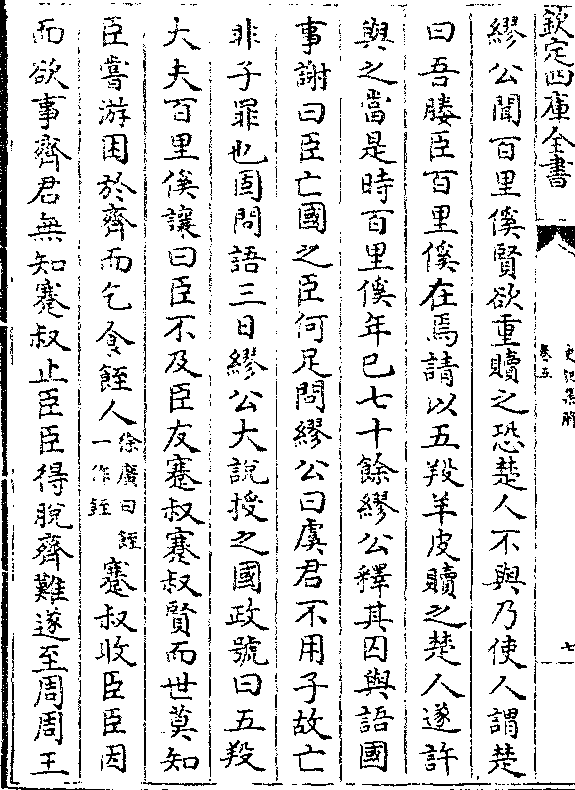 欽定四庫全書
史記集解
卷五
七
繆公聞百里傒賢欲重贖之恐楚人不與乃使人謂楚
曰吾媵臣百里傒在焉請以五羖羊皮贖之楚人遂許
與之當是時百里傒年已七十餘繆公釋其囚與語國
事謝曰臣亡國之臣何足問繆公曰虞君不用子故亡
非子罪也固問語三日繆公大說授之國政號曰五羖
大夫百里傒讓曰臣不及臣友蹇叔蹇叔賢而世莫知
臣嘗游困於齊而乞食䬹人徐廣曰䬹一作銍蹇叔收臣臣因
而欲事齊君無知蹇叔止臣臣得脫齊難遂至周周王